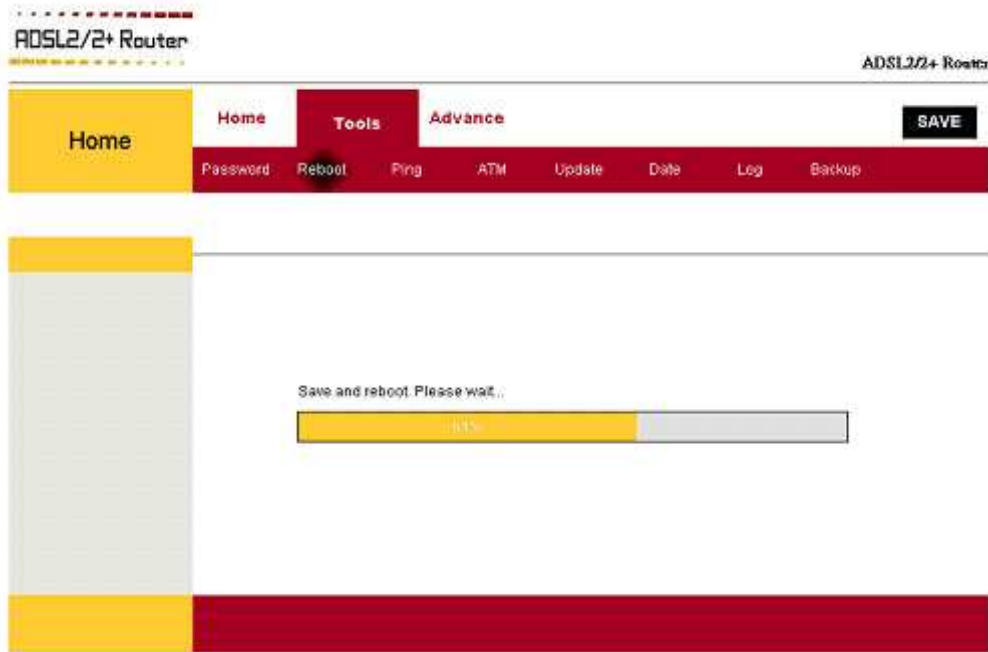 ADSL2/2+ Router
ADSL2/2+ Router
Home
Home Tools Advance SAVE
Password Reboot Ping ATM Update Date Log Backup
Save and reboot. Please wait...